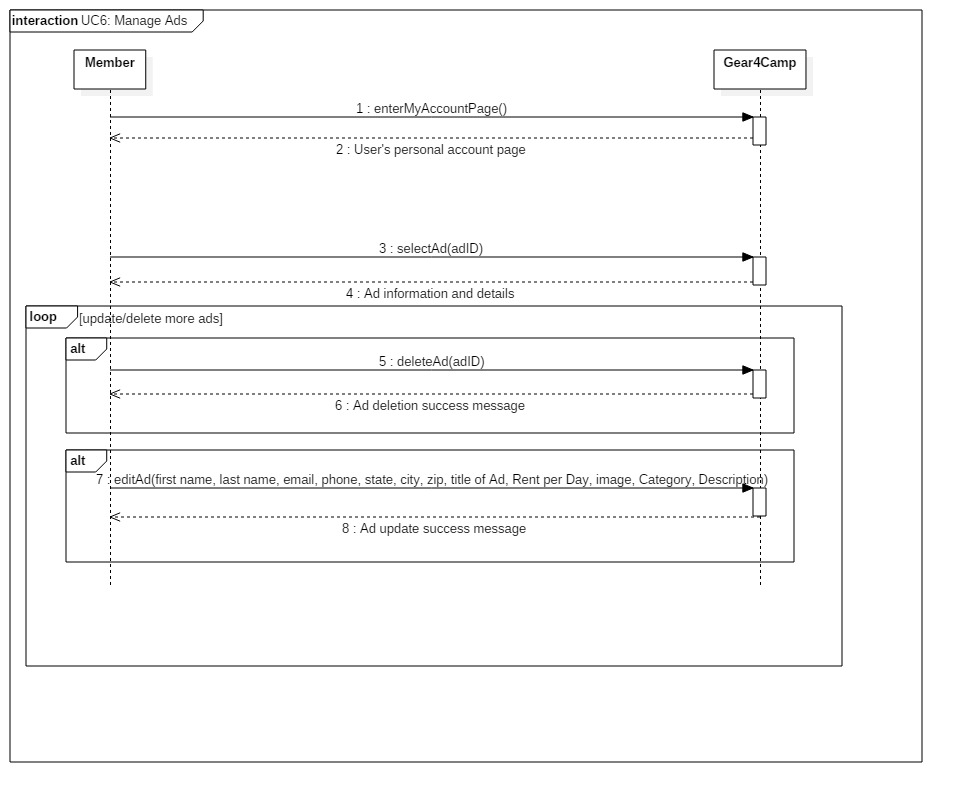 interaction UC6: Manage Ads
Member
Gear4Camp
1 : enterMyAccountPage()
2 : User's personal account page
3 : selectAd(adID)
4 : Ad information and details
loop [update/delete more ads]
alt
5 : deleteAd(adID)
6 : Ad deletion success message
alt
7 : editAd(first name, last name, email, phone, state, city, zip, title of Ad, Rent per Day, image, Category, Description)
8 : Ad update success message